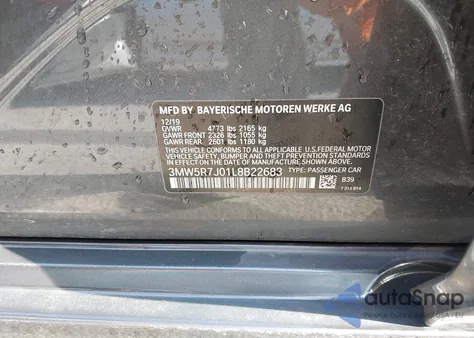 MFD BY BAYERISCHE MOTOREN WERKE AG
12/19
GVWR 4773 lbs 2165 kg
GAWR FRONT 2326 lbs 1055 kg
GAWR REAR 2601 lbs 1180 kg
THIS VEHICLE CONFORMS TO ALL APPLICABLE U.S.FEDERAL MOTOR
VEHICLE SAFETY, BUMPER, AND THEFT PREVENTION STANDARDS IN
EFFECT ON THE DATE OF MANUFACTURE SHOWN ABOVE.
3MW5R7J01L8B22683 TYPE: PASSENGER CAR
B39
autoSnap